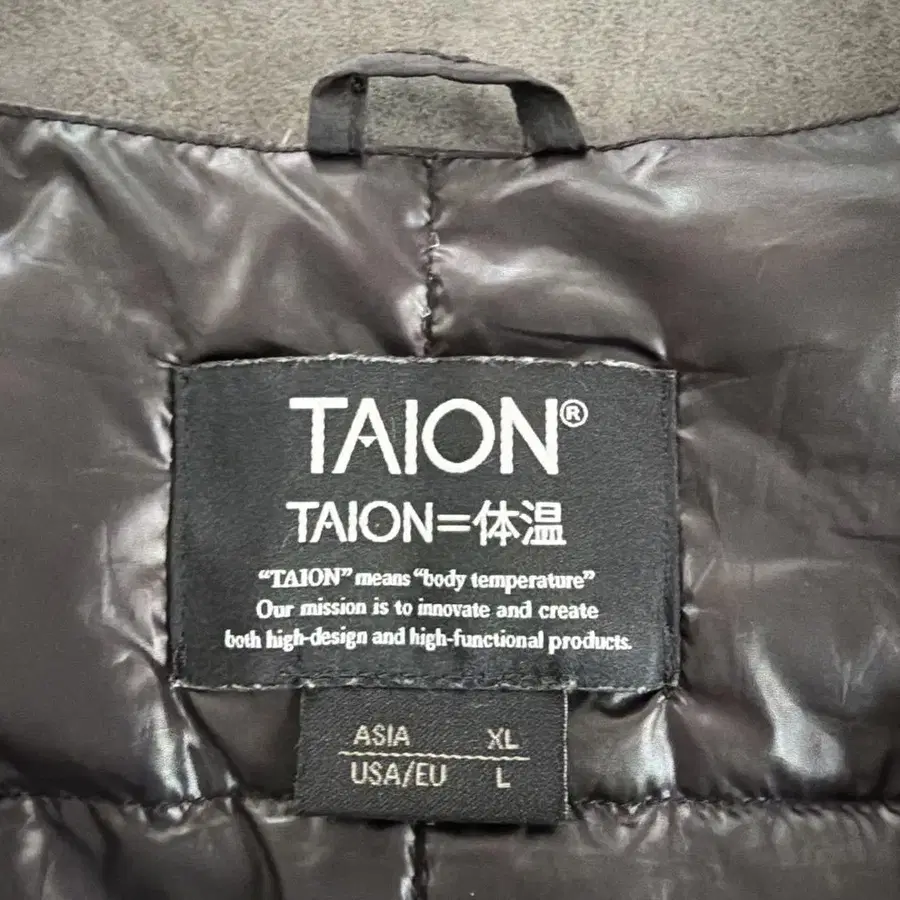 TAION®
TAION=体温
“TAION” means “body temperature”
Our mission is to innovate and create
both high-design and high-functional products.
ASIA XL
USA/EU L